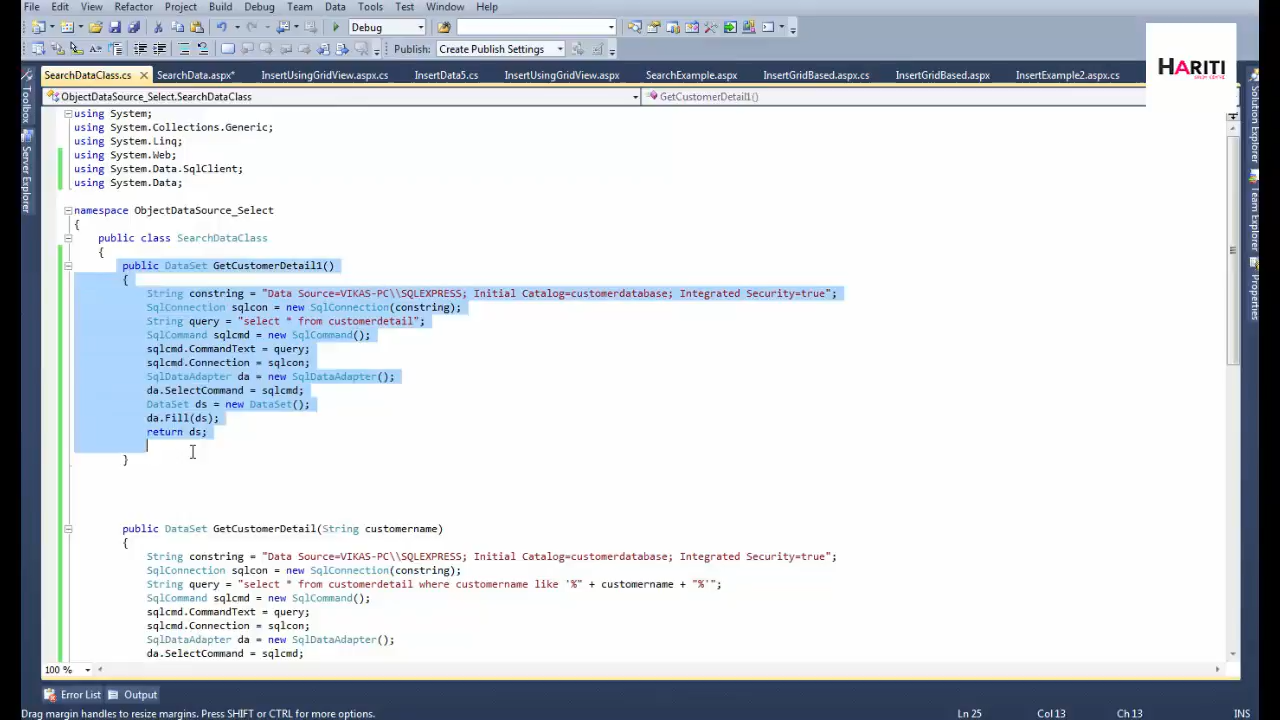 File Edit View Refactor Project Build Debug Team Data Tools Test Window Help
Debug
Publish: Create Publish Settings
HARITI
SearchDataClass.cs SearchData.aspx* InsertUsingGridView.aspx.cs InsertData5.cs InsertUsingGridView.aspx SearchExample.aspx InsertGridBased.aspx.cs InsertGridBased.aspx InsertExample2.aspx.cs
ObjectDataSource_Select.SearchDataClass GetCustomerDetail1()
Toolbox
Server Explorer
Solution Explorer
Team Explorer
Properties
using System;
using System.Collections.Generic;
using System.Linq;
using System.Web;
using System.Data.SqlClient;
using System.Data;
namespace ObjectDataSource_Select
{
public class SearchDataClass
{
public DataSet GetCustomerDetail1()
{
String constring = "Data Source=VIKAS-PC\\SQLEXPRESS; Initial Catalog=customerdatabase; Integrated Security=true";
SqlConnection sqlcon = new SqlConnection(constring);
String query = "select * from customerdetail";
SqlCommand sqlcmd = new SqlCommand();
sqlcmd.CommandText = query;
sqlcmd.Connection = sqlcon;
SqlDataAdapter da = new SqlDataAdapter();
da.SelectCommand = sqlcmd;
DataSet ds = new DataSet();
da.Fill(ds);
return ds;
}
public DataSet GetCustomerDetail(String customername)
{
String constring = "Data Source=VIKAS-PC\\SQLEXPRESS; Initial Catalog=customerdatabase; Integrated Security=true";
SqlConnection sqlcon = new SqlConnection(constring);
String query = "select * from customerdetail where customername like '%" + customername + "%'";
SqlCommand sqlcmd = new SqlCommand();
sqlcmd.CommandText = query;
sqlcmd.Connection = sqlcon;
SqlDataAdapter da = new SqlDataAdapter();
da.SelectCommand = sqlcmd;
100 %
Error List Output
Drag margin handles to resize margins. Press SHIFT or CTRL for more options. Ln 25 Col 13 Ch 13 INS